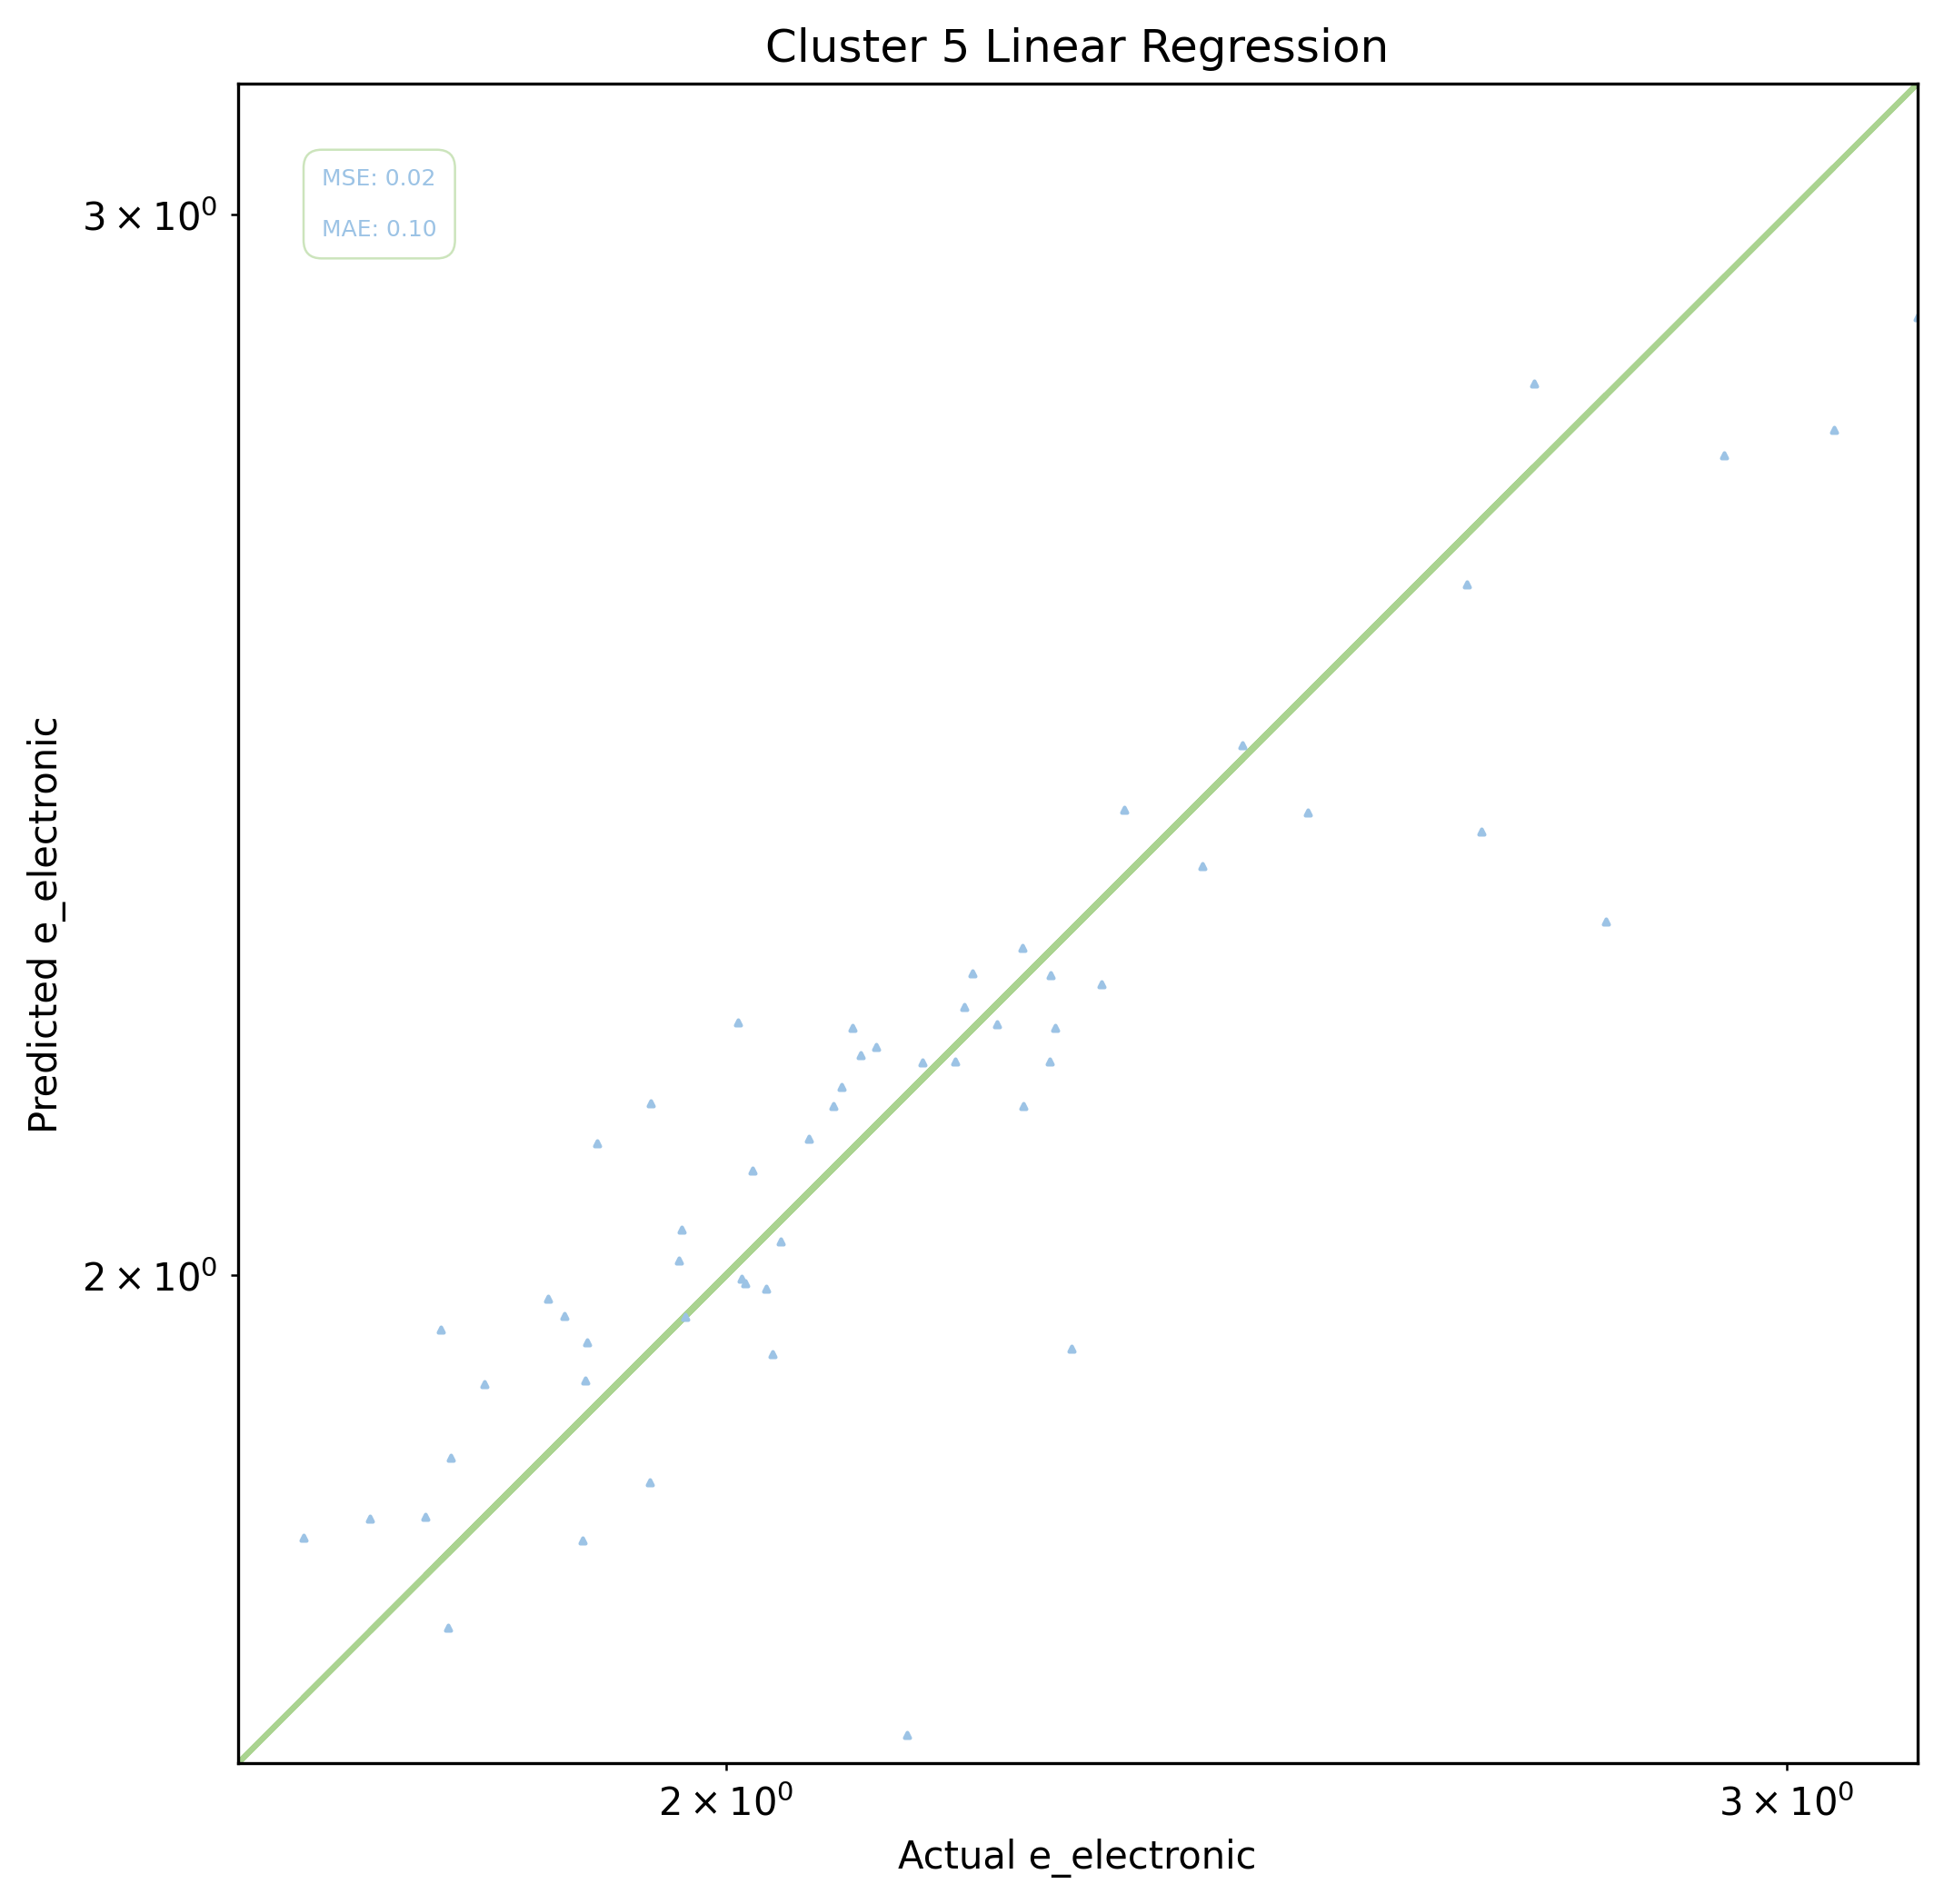 Cluster 5 Linear Regression
MSE: 0.02
MAE: 0.10
3 × 10⁰
2 × 10⁰
Predicted e_electronic
2 × 10⁰
3 × 10⁰
Actual e_electronic